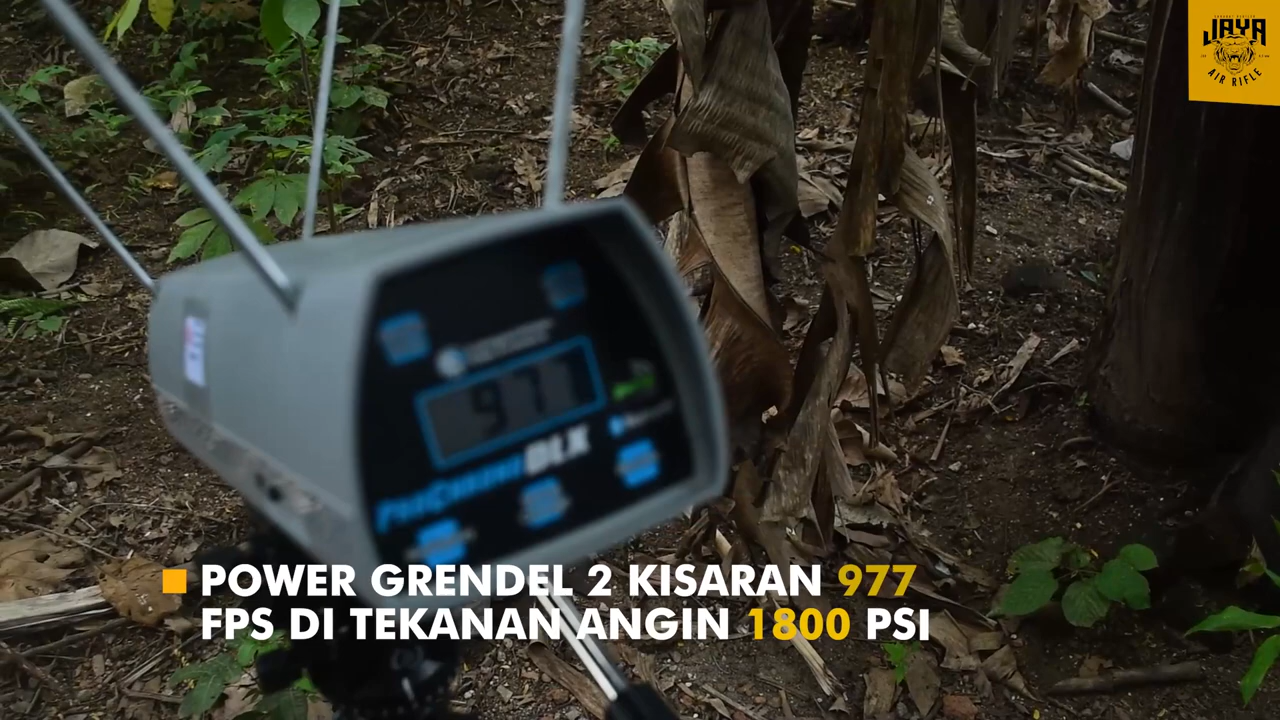 JAYA
AIR RIFLE
977
PROCHRONO DLX
POWER GRENDEL 2 KISARAN 977
FPS DI TEKANAN ANGIN 1800 PSI